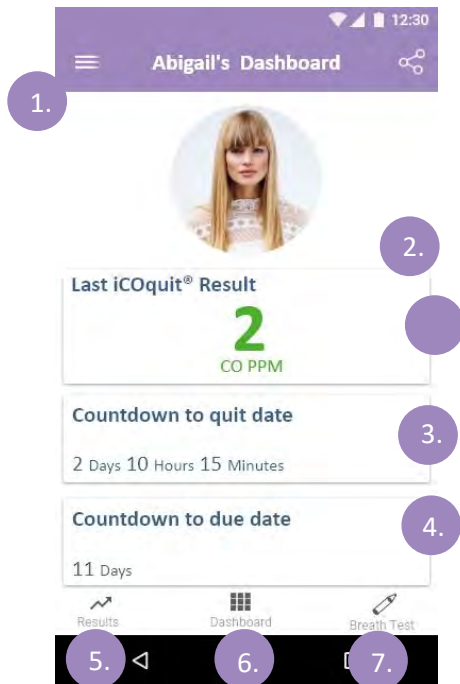 12:30
Abigail's Dashboard
1.
2.
Last iCOquit® Result
2
CO PPM
Countdown to quit date
3.
2 Days 10 Hours 15 Minutes
Countdown to due date
4.
11 Days
Results Dashboard Breath Test
5. 6. 7.